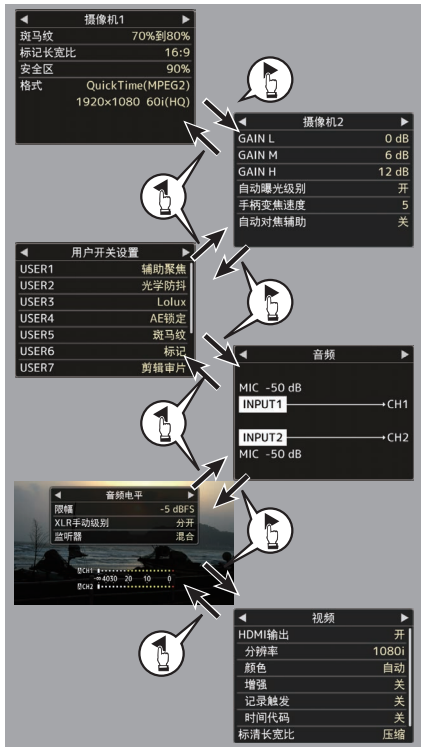 摄像机1
斑马纹 70%到80%
标记长宽比 16:9
安全区 90%
格式 QuickTime(MPEG2)
1920×1080 60i(HQ)
摄像机2
GAIN L 0 dB
GAIN M 6 dB
GAIN H 12 dB
自动曝光级别 开
手柄变焦速度 5
自动对焦辅助 关
用户开关设置
USER1 辅助聚焦
USER2 光学防抖
USER3 Lolux
USER4 AE锁定
USER5 斑马纹
USER6 标记
USER7 剪辑审片
音频
MIC -50 dB
INPUT1 CH1
INPUT2 CH2
MIC -50 dB
音频电平
限幅 -5 dBFS
XLR手动级别 分开
监听器 混合
CH1
-∞ 40 30 20 10 0
CH2
视频
HDMI输出 开
分辨率 1080i
颜色 自动
增强 关
记录触发 关
时间代码 关
标清长宽比 压缩